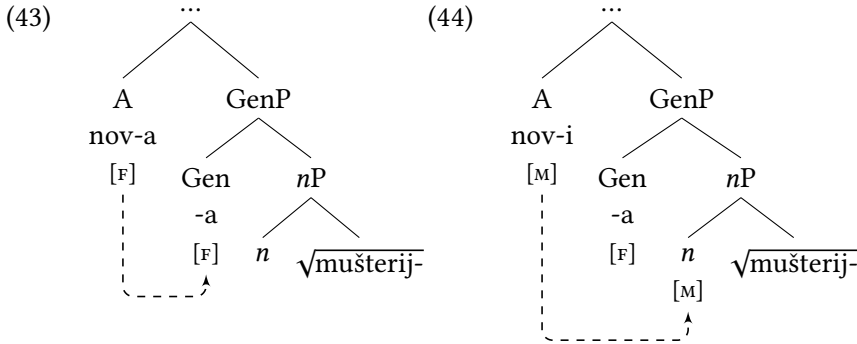 (43) ... (44) ...
A GenP A GenP
nov-a nov-i
[F] Gen nP [M] Gen nP
-a -a
[F] n √mušterij- [F] n √mušterij-
[M]